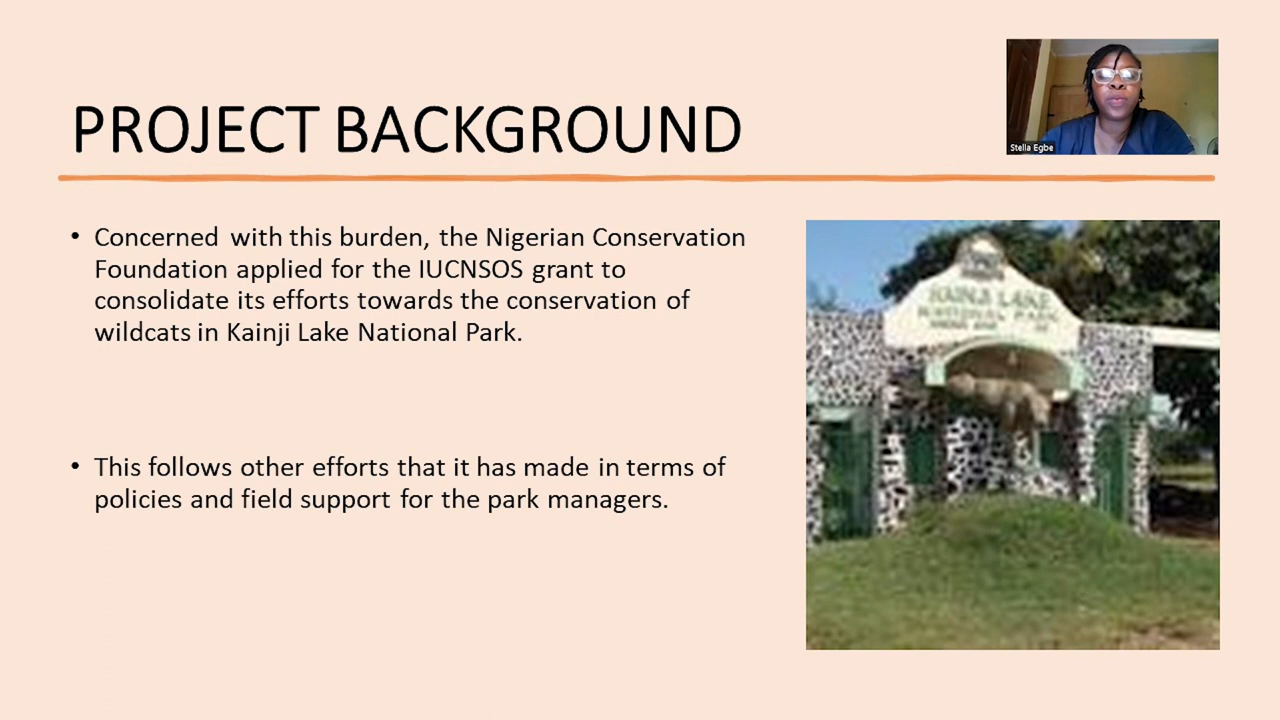 PROJECT BACKGROUND
Stella Egbe
• Concerned with this burden, the Nigerian Conservation
Foundation applied for the IUCNSOS grant to
consolidate its efforts towards the conservation of
wildcats in Kainji Lake National Park.
• This follows other efforts that it has made in terms of
policies and field support for the park managers.
KAINJI LAKE
NATIONAL PARK